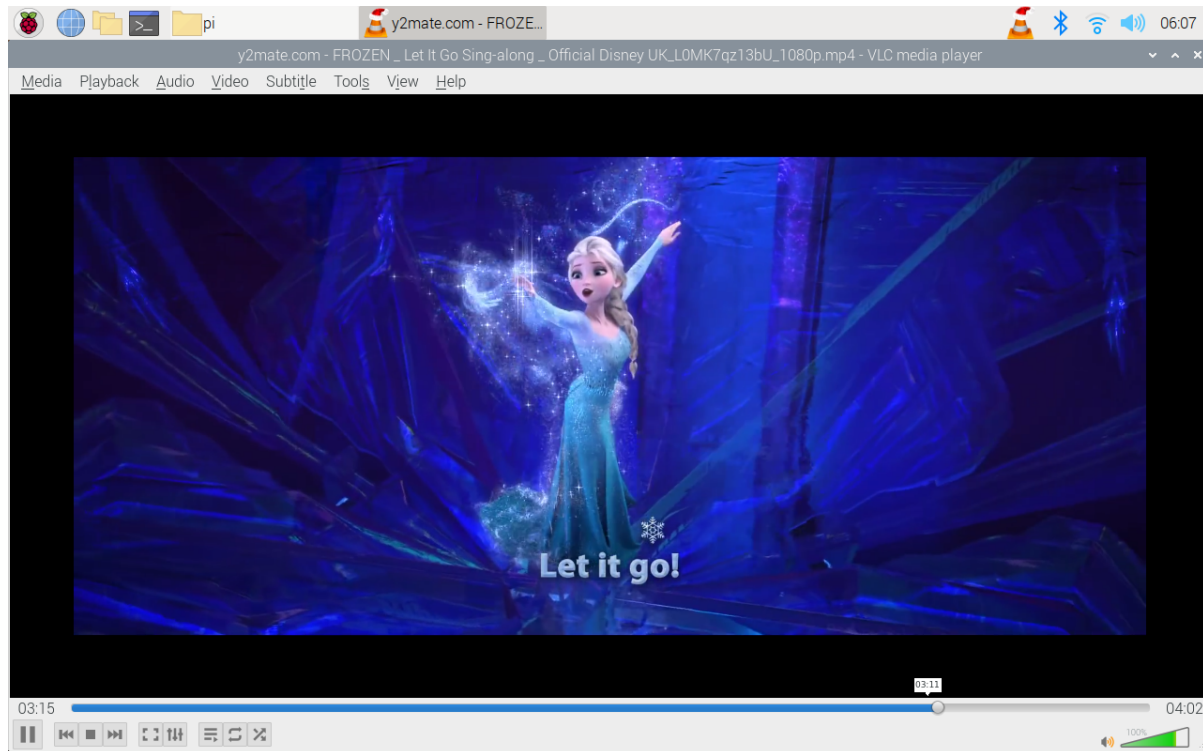 pi
y2mate.com - FROZE...
06:07
y2mate.com - FROZEN _ Let It Go Sing-along _ Official Disney UK_L0MK7qz13bU_1080p.mp4 - VLC media player
Media Playback Audio Video Subtitle Tools View Help
Let it go!
03:11
03:15
04:02
100%